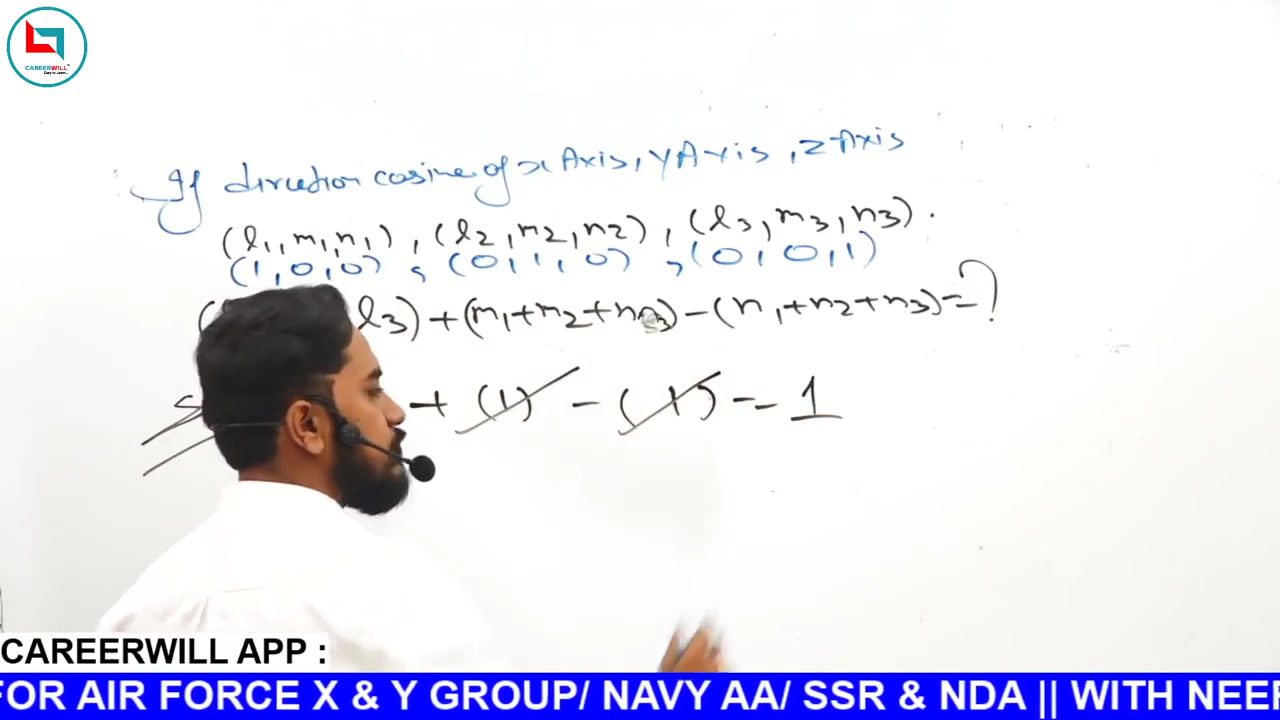 CAREERWILL
If direction cosine of x Axis, y Axis, Z Axis
(l1, m1, n1), (l2, m2, n2), (l3, m3, n3).
(1, 0, 0), (0, 1, 0), (0, 0, 1)
( l3) + (m1+m2+m3) - (n1+n2+n3) = ?
+ (1) - (1) = 1
CAREERWILL APP :
FOR AIR FORCE X & Y GROUP/ NAVY AA/ SSR & NDA || WITH NEE